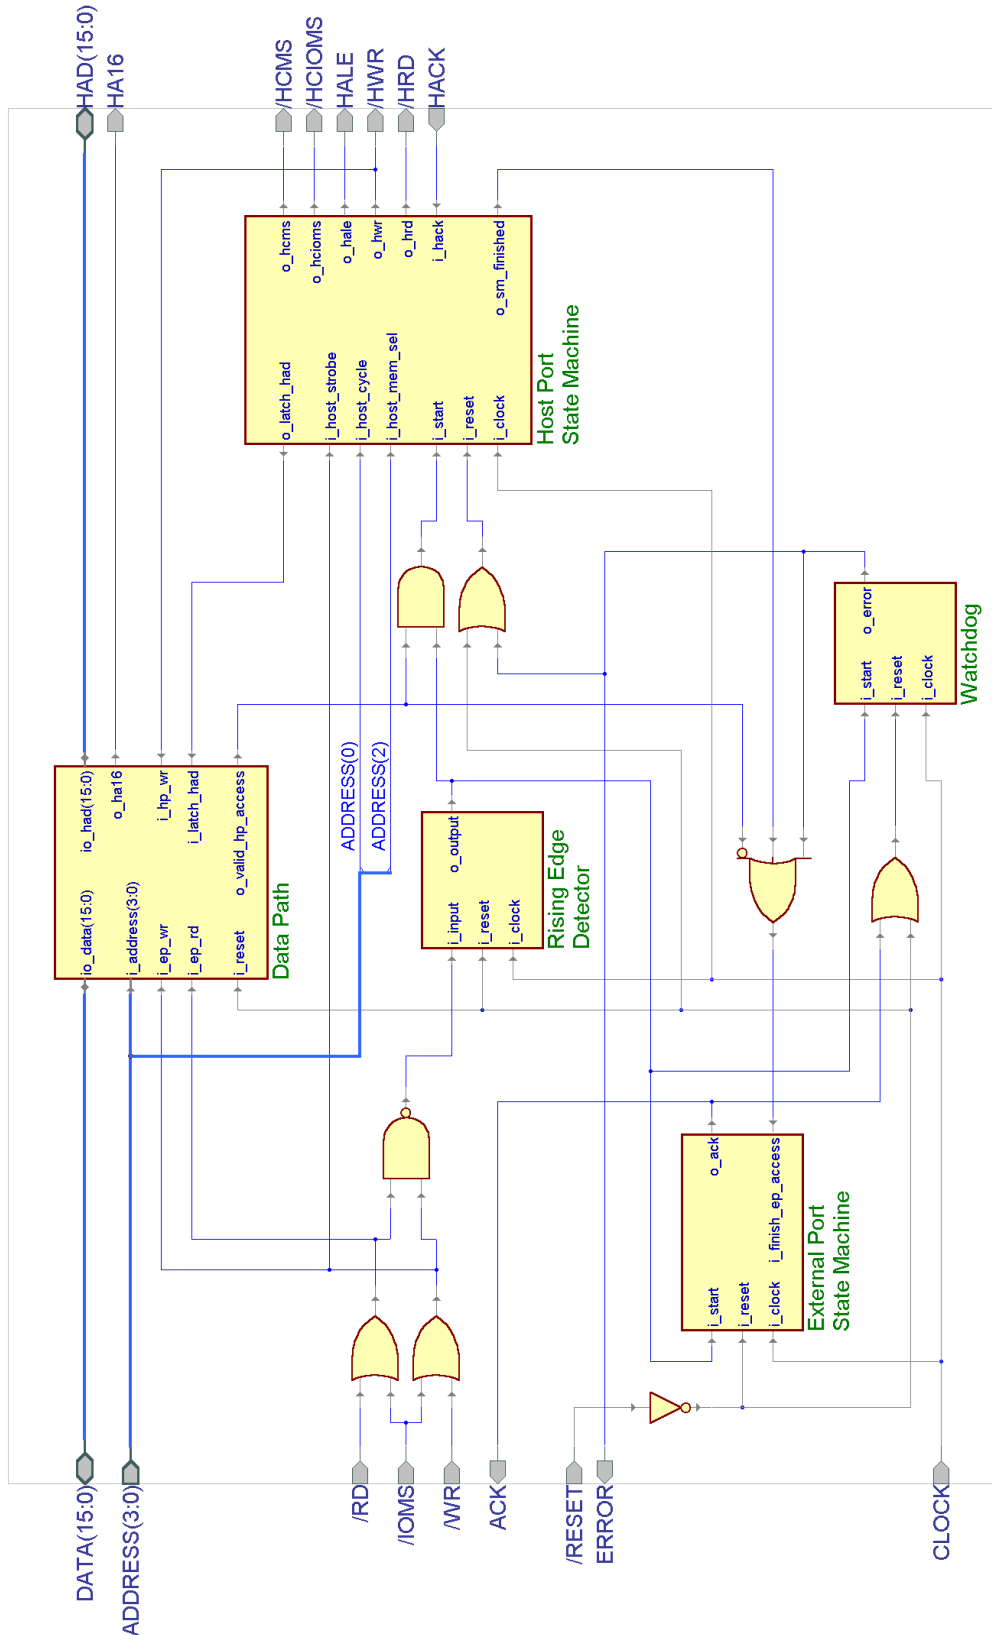 DATA(15:0)
ADDRESS(3:0)
/RD
/IOMS
/WR
ACK
/RESET
ERROR
CLOCK
io_data(15:0)
i_address(3:0)
i_ep_wr
i_ep_rd
i_reset
io_had(15:0)
o_ha16
i_hp_wr
i_latch_had
o_valid_hp_access
Data Path
ADDRESS(0)
ADDRESS(2)
i_input
i_reset
i_clock
o_output
Rising Edge
Detector
i_start
i_reset
i_clock
o_ack
i_finish_ep_access
External Port
State Machine
o_latch_had
i_host_strobe
i_host_cycle
i_host_mem_sel
i_start
i_reset
i_clock
o_hcms
o_hcioms
o_hale
o_hwr
o_hrd
i_hack
o_sm_finished
Host Port
State Machine
i_start
i_reset
i_clock
o_error
Watchdog
HAD(15:0)
HA16
/HCMS
/HCIOMS
HALE
/HWR
/HRD
HACK